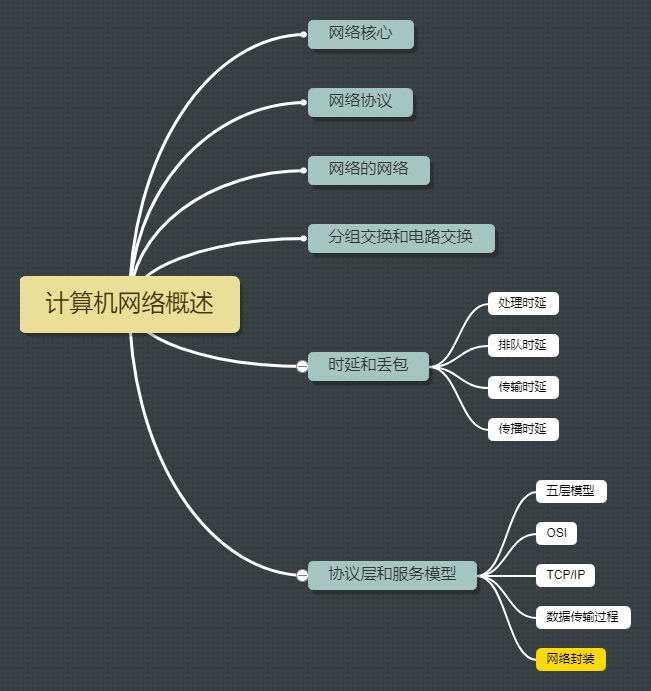 网络核心
网络协议
网络的网络
分组交换和电路交换
计算机网络概述
时延和丢包
处理时延
排队时延
传输时延
传播时延
协议层和服务模型
五层模型
OSI
TCP/IP
数据传输过程
网络封装